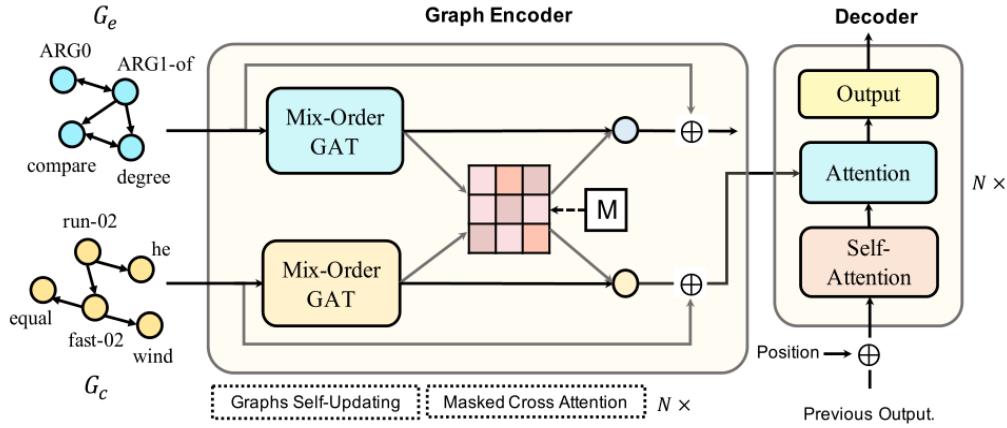 Graph Encoder
Decoder
G_e
ARG0
ARG1-of
compare
degree
Mix-Order
GAT
M
run-02
he
equal
fast-02
wind
G_c
Mix-Order
GAT
Graphs Self-Updating
Masked Cross Attention
N ×
Output
Attention
N ×
Self-
Attention
Position
Previous Output.